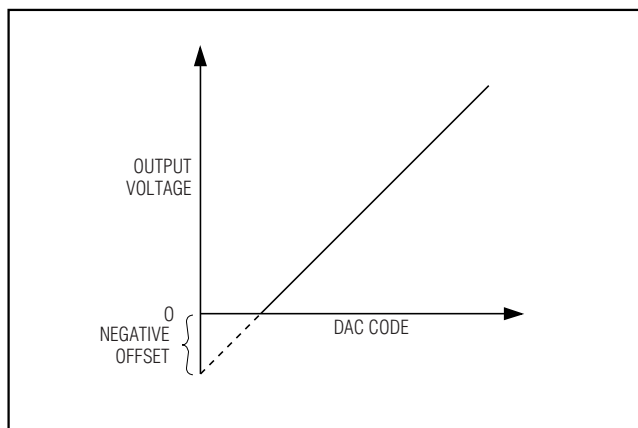 OUTPUT
VOLTAGE
0
DAC CODE
NEGATIVE
OFFSET